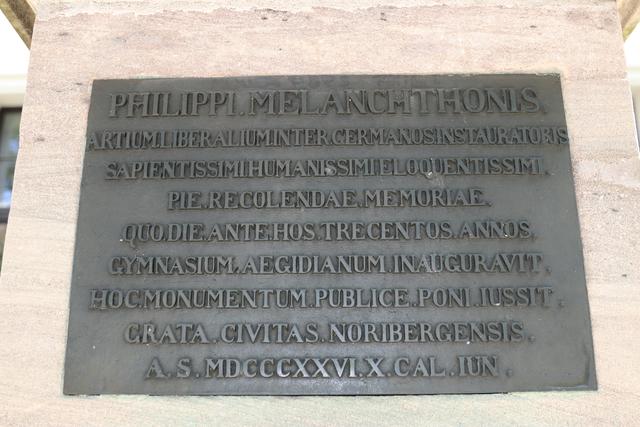 PHILIPPI.MELANCHTHONIS.
ARTIUM.LIBERALIUM.INTER.GERMANOS.INSTAURATORIS
SAPIENTISSIMI.HUMANISSIMI.ELOQUENTISSIMI.
PIE.RECOLENDAE.MEMORIAE.
QUO.DIE.ANTE.HOS.TRECENTOS.ANNOS.
GYMNASIUM.AEGIDIANUM.INAUGURAVIT.
HOC.MONUMENTUM.PUBLICE.PONI.IUSSIT.
GRATA.CIVITAS.NORIBERGENSIS.
A.S.MDCCCXXVI.X.CAL.IUN.